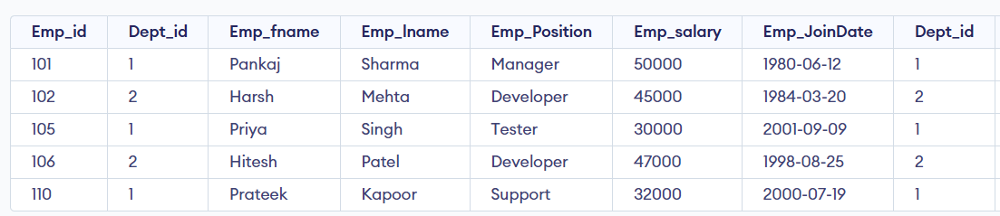 Emp_id Dept_id Emp_fname Emp_lname Emp_Position Emp_salary Emp_JoinDate Dept_id
101 1 Pankaj Sharma Manager 50000 1980-06-12 1
102 2 Harsh Mehta Developer 45000 1984-03-20 2
105 1 Priya Singh Tester 30000 2001-09-09 1
106 2 Hitesh Patel Developer 47000 1998-08-25 2
110 1 Prateek Kapoor Support 32000 2000-07-19 1